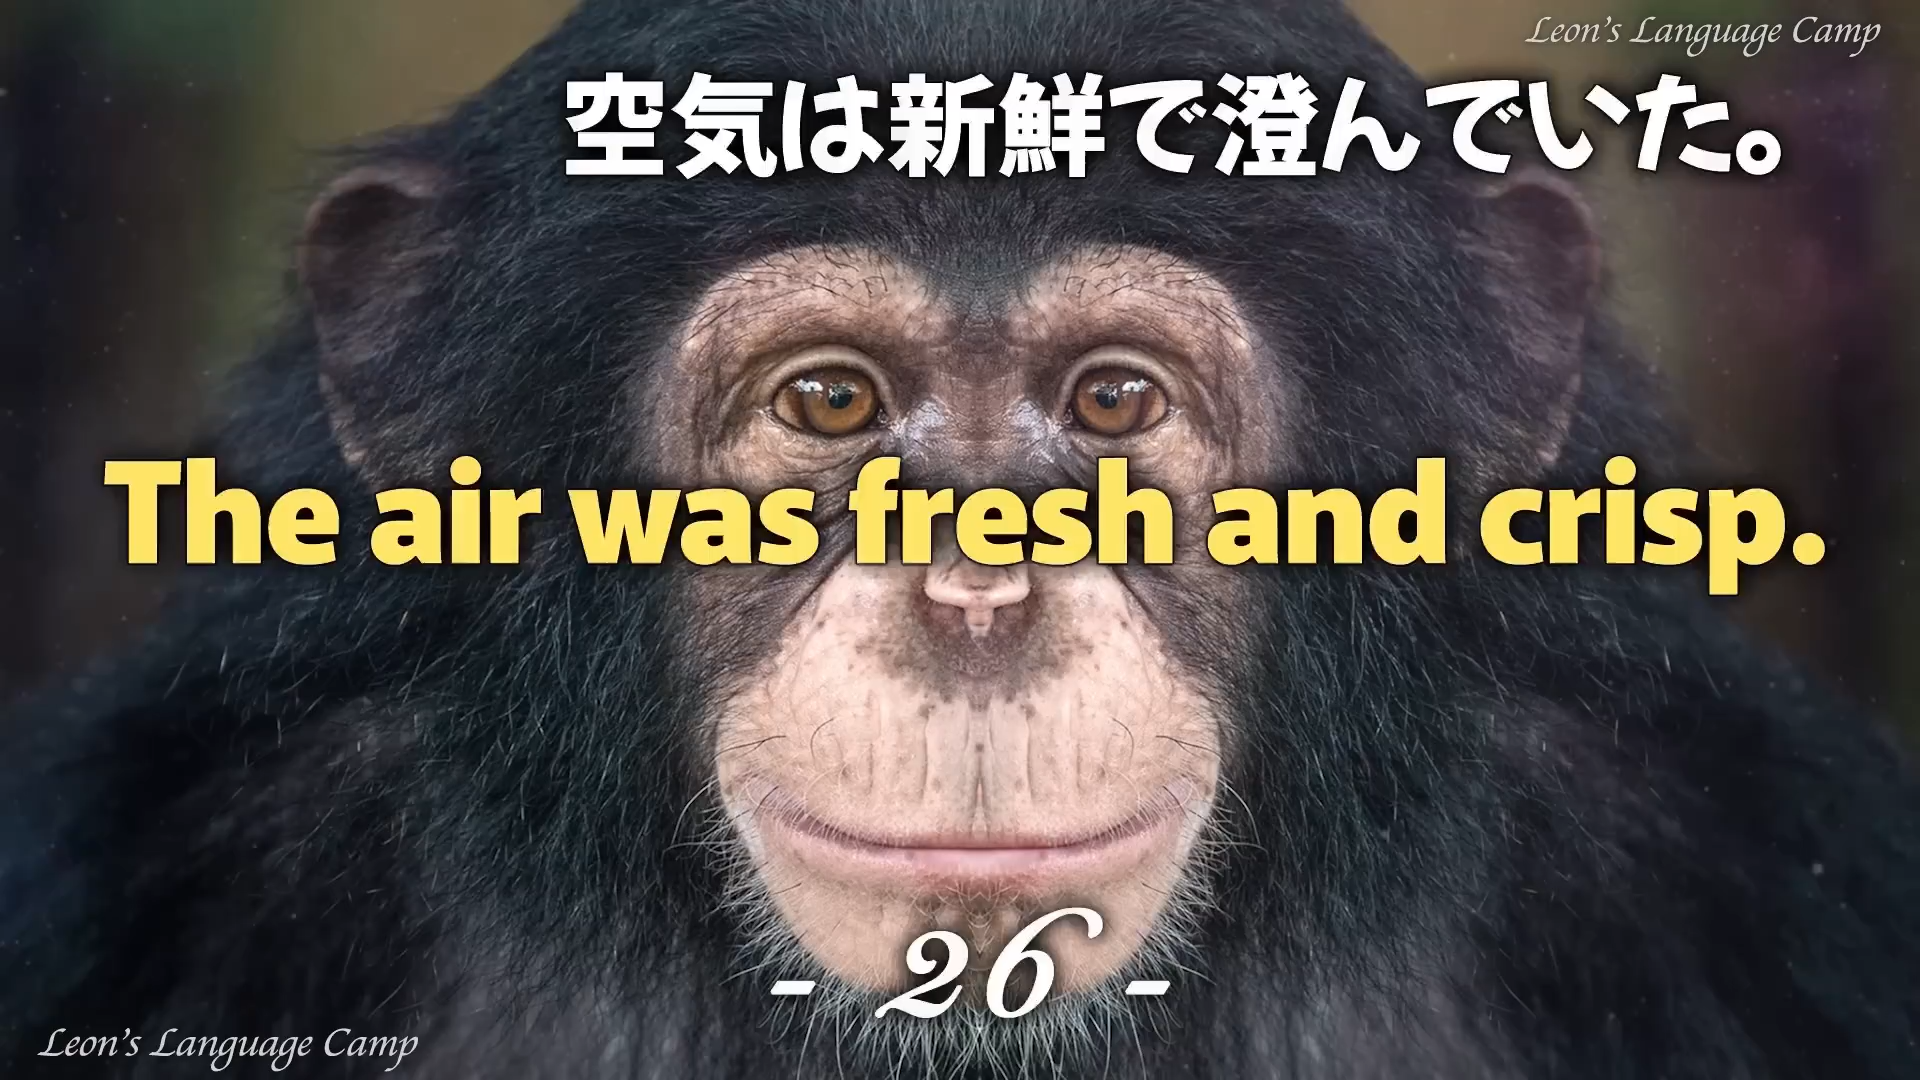 Leon's Language Camp
空気は新鮮で澄んでいた。
The air was fresh and crisp.
- 26 -
Leon's Language Camp